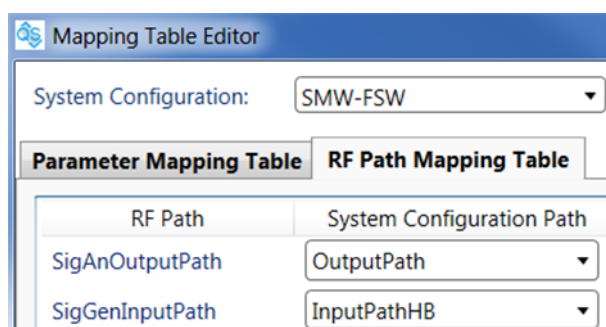 Mapping Table Editor
System Configuration: SMW-FSW
Parameter Mapping Table RF Path Mapping Table
RF Path System Configuration Path
SigAnOutputPath OutputPath
SigGenInputPath InputPathHB